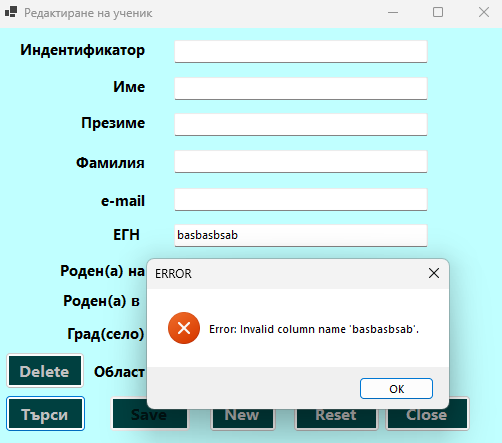 Редактиране на ученик
Индентификатор
Име
Презиме
Фамилия
e-mail
ЕГН
basbasbsab
Роден(а) на
Роден(а) в
Град(село)
Област
ERROR
Error: Invalid column name 'basbasbsab'.
OK
Delete
Търси
Save
New
Reset
Close